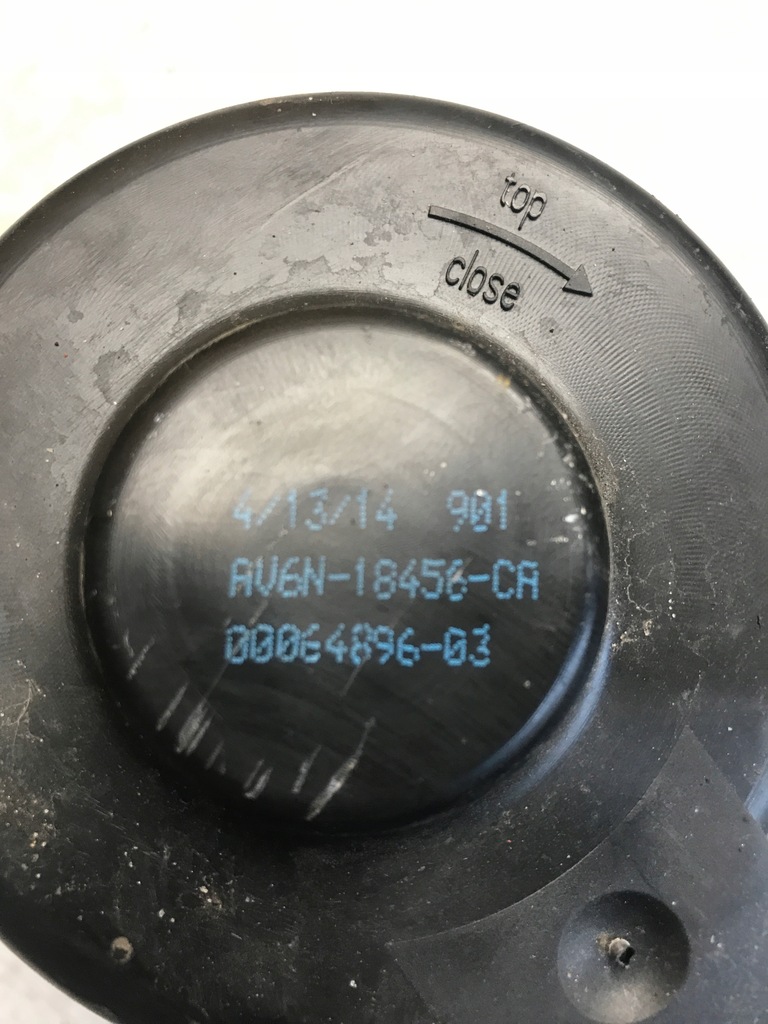 top
close
4/13/14 901
AV6N-18456-CA
00064896-03